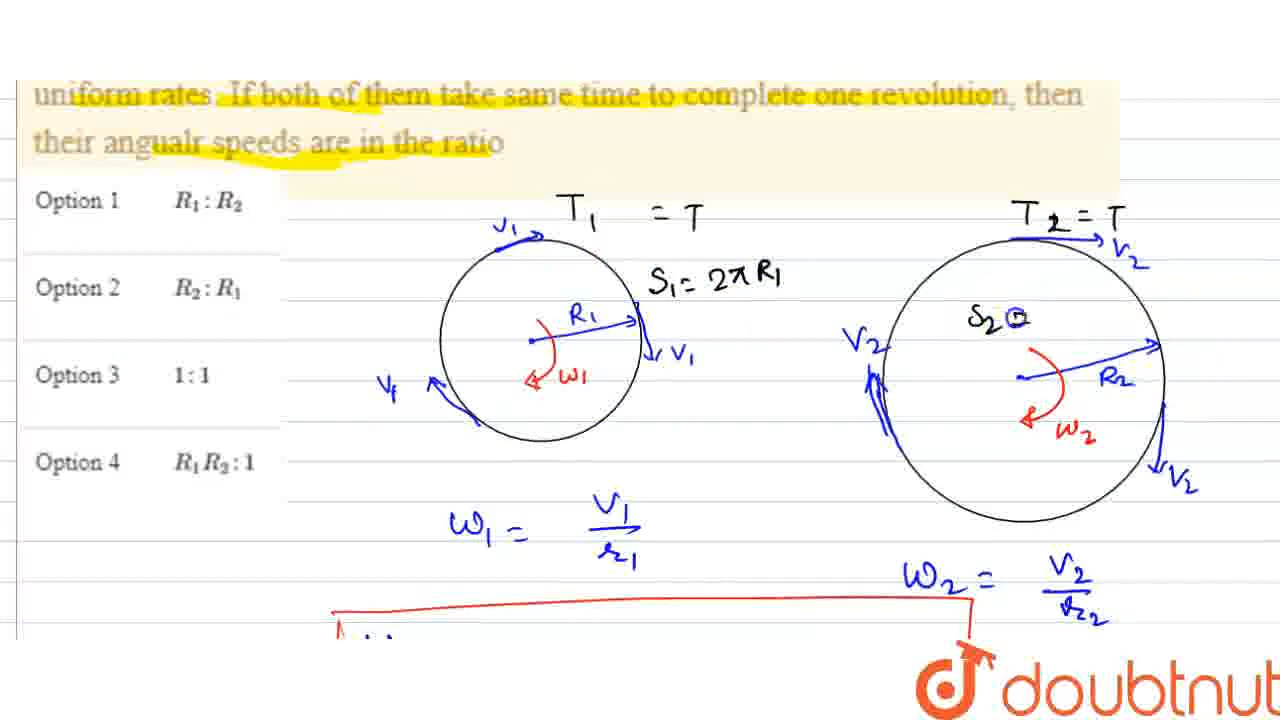 uniform rates. If both of them take same time to complete one revolution, then
their angualr speeds are in the ratio
Option 1 R₁ : R₂
Option 2 R₂ : R₁
Option 3 1 : 1
Option 4 R₁ R₂ : 1
T₁ = T
V₁
S₁ = 2π R₁
R₁
V₁
ω₁
V₁
T₂ = T
V₂
S₂ =
V₂
R₂
ω₂
V₂
ω₁ = V₁/r₁
ω₂ = V₂/r₂
doubtnut